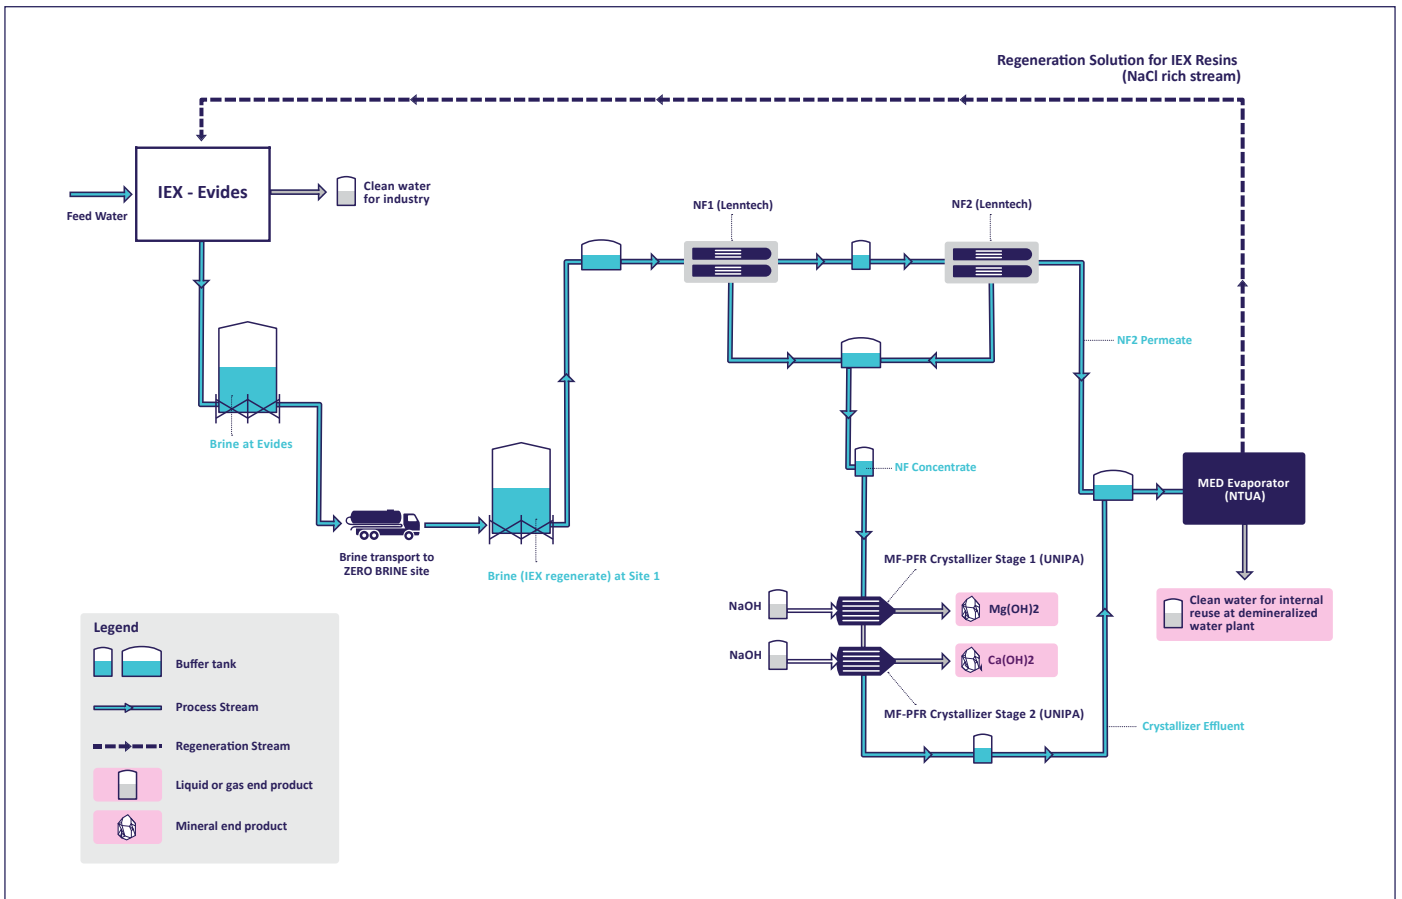 Regeneration Solution for IEX Resins
(NaCl rich stream)
IEX - Evides
Feed Water
Clean water
for industry
NF1 (Lenntech)
NF2 (Lenntech)
NF2 Permeate
Brine at Evides
NF Concentrate
MED Evaporator
(NTUA)
Brine transport to
ZERO BRINE site
Brine (IEX regenerate) at Site 1
MF-PFR Crystallizer Stage 1 (UNIPA)
NaOH
Mg(OH)2
NaOH
Ca(OH)2
MF-PFR Crystallizer Stage 2 (UNIPA)
Clean water for internal
reuse at demineralized
water plant
Crystallizer Effluent
Legend
Buffer tank
Process Stream
Regeneration Stream
Liquid or gas end product
Mineral end product